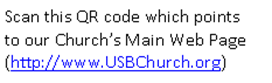 Scan this QR code which points
to our Church's Main Web Page
(http://www.USBChurch.org)